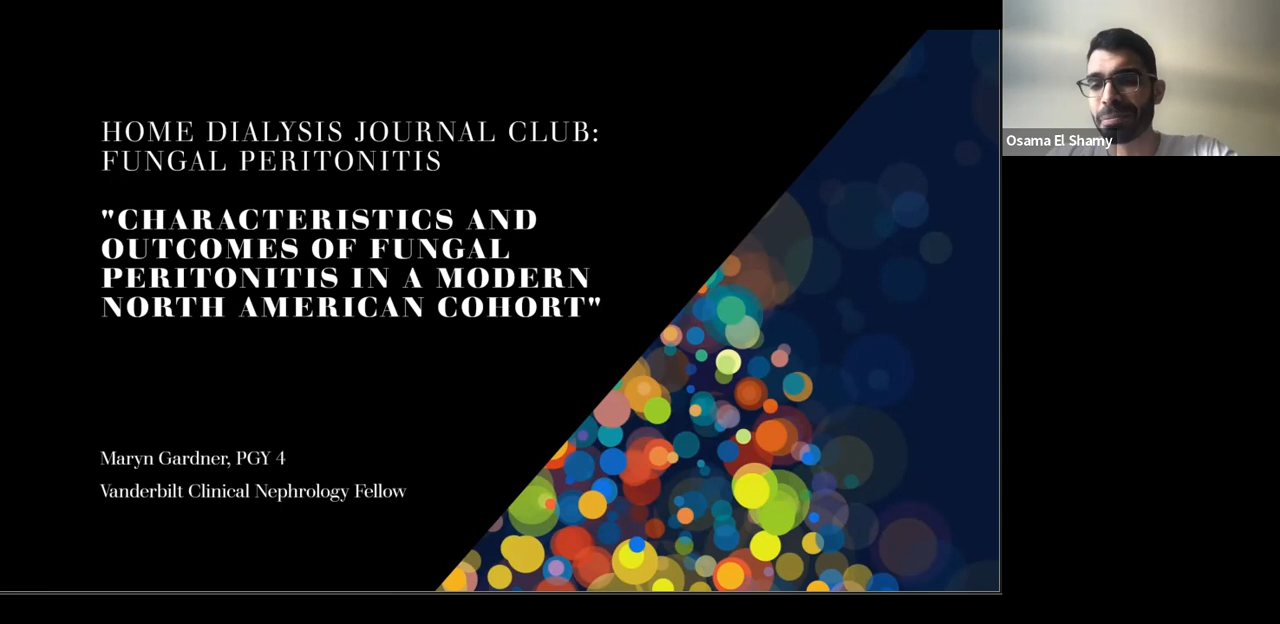 HOME DIALYSIS JOURNAL CLUB:
FUNGAL PERITONITIS
"CHARACTERISTICS AND
OUTCOMES OF FUNGAL
PERITONITIS IN A MODERN
NORTH AMERICAN COHORT"
Maryn Gardner, PGY 4
Vanderbilt Clinical Nephrology Fellow
Osama El Shamy